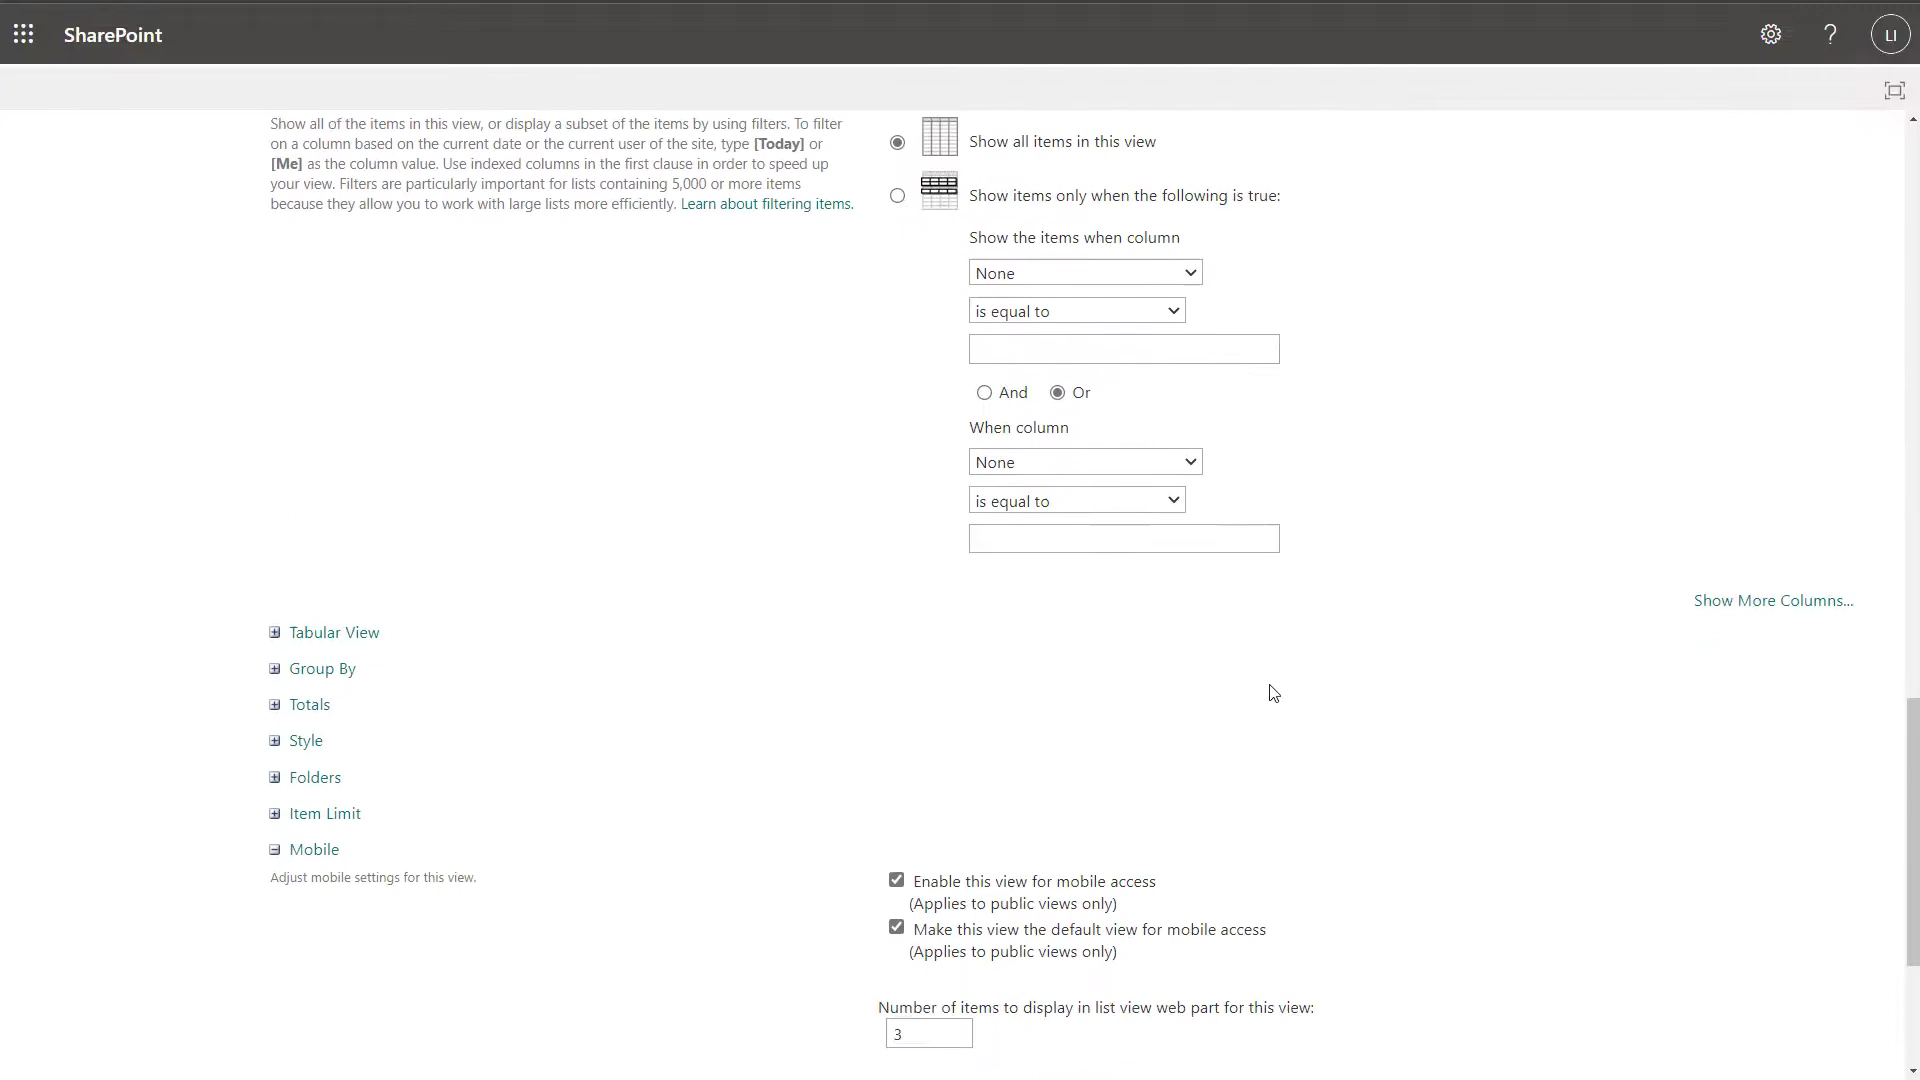 SharePoint
LI
Show all of the items in this view, or display a subset of the items by using filters. To filter
on a column based on the current date or the current user of the site, type [Today] or
[Me] as the column value. Use indexed columns in the first clause in order to speed up
your view. Filters are particularly important for lists containing 5,000 or more items
because they allow you to work with large lists more efficiently. Learn about filtering items.
Show all items in this view
Show items only when the following is true:
Show the items when column
None
is equal to
And Or
When column
None
is equal to
Show More Columns...
Tabular View
Group By
Totals
Style
Folders
Item Limit
Mobile
Adjust mobile settings for this view.
Enable this view for mobile access
(Applies to public views only)
Make this view the default view for mobile access
(Applies to public views only)
Number of items to display in list view web part for this view:
3